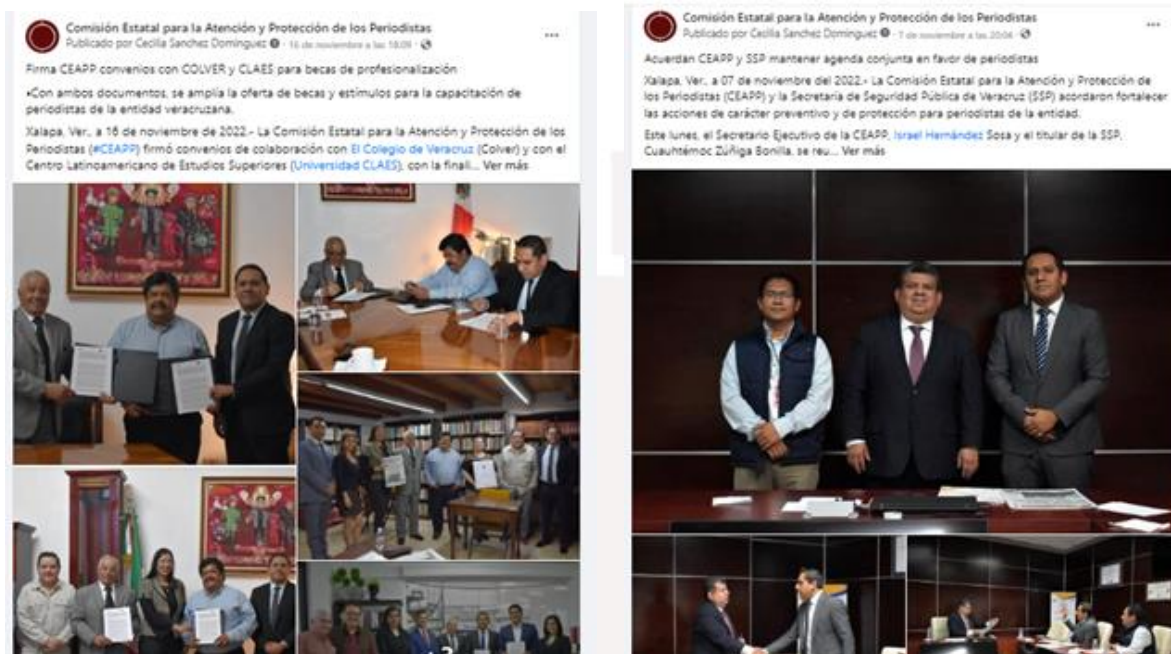 Comisión Estatal para la Atención y Protección de los Periodistas
Publicado por Cecilia Sanchez Dominguez · 16 de noviembre a las 18:09 ·
Firma CEAPP convenios con COLVER y CLAES para becas de profesionalización
•Con ambos documentos, se amplía la oferta de becas y estímulos para la capacitación de
periodistas de la entidad veracruzana.
Xalapa, Ver., a 16 de noviembre de 2022.- La Comisión Estatal para la Atención y Protección de los
Periodistas (#CEAPP) firmó convenios de colaboración con El Colegio de Veracruz (Colver) y con el
Centro Latinoamericano de Estudios Superiores (Universidad CLAES), con la finali... Ver más
Comisión Estatal para la Atención y Protección de los Periodistas
Publicado por Cecilia Sanchez Dominguez · 7 de noviembre a las 20:04 ·
Acuerdan CEAPP y SSP mantener agenda conjunta en favor de periodistas
Xalapa, Ver., a 07 de noviembre del 2022.- La Comisión Estatal para la Atención y Protección de
los Periodistas (CEAPP) y la Secretaría de Seguridad Pública de Veracruz (SSP) acordaron fortalecer
las acciones de carácter preventivo y de protección para periodistas de la entidad.
Este lunes, el Secretario Ejecutivo de la CEAPP, Israel Hernández Sosa y el titular de la SSP,
Cuauhtémoc Zúñiga Bonilla, se reu... Ver más